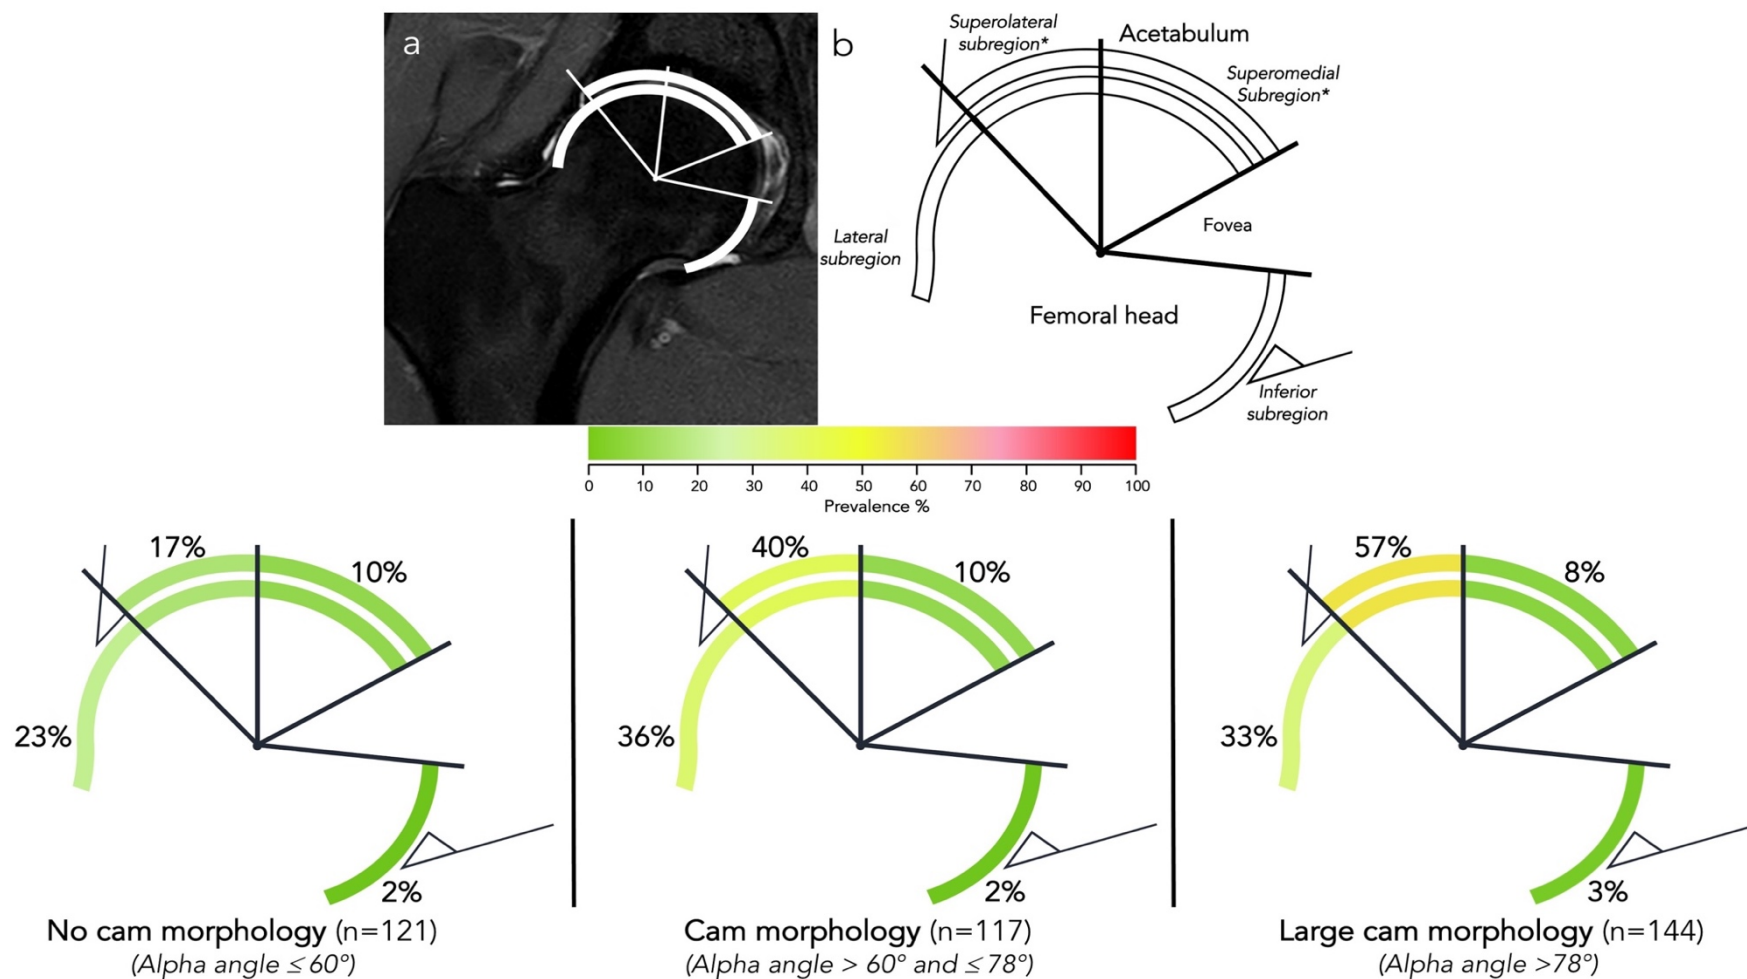 a
b
Superolateral
subregion*
Acetabulum
Superomedial
Subregion*
Lateral
subregion
Fovea
Femoral head
Inferior
subregion
0 10 20 30 40 50 60 70 80 90 100
Prevalence %
17%
10%
23%
2%
No cam morphology (n=121)
(Alpha angle ≤ 60°)
40%
10%
36%
2%
Cam morphology (n=117)
(Alpha angle > 60° and ≤ 78°)
57%
8%
33%
3%
Large cam morphology (n=144)
(Alpha angle >78°)